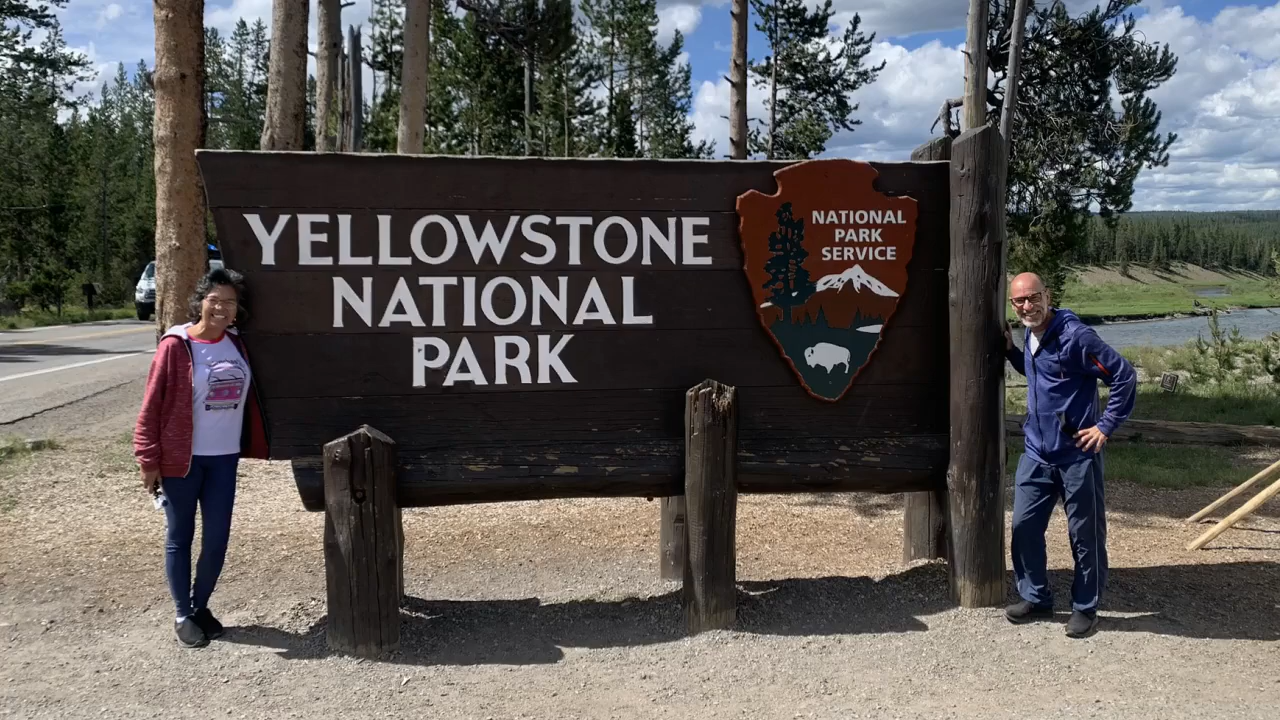 YELLOWSTONE
NATIONAL
PARK
NATIONAL
PARK
SERVICE